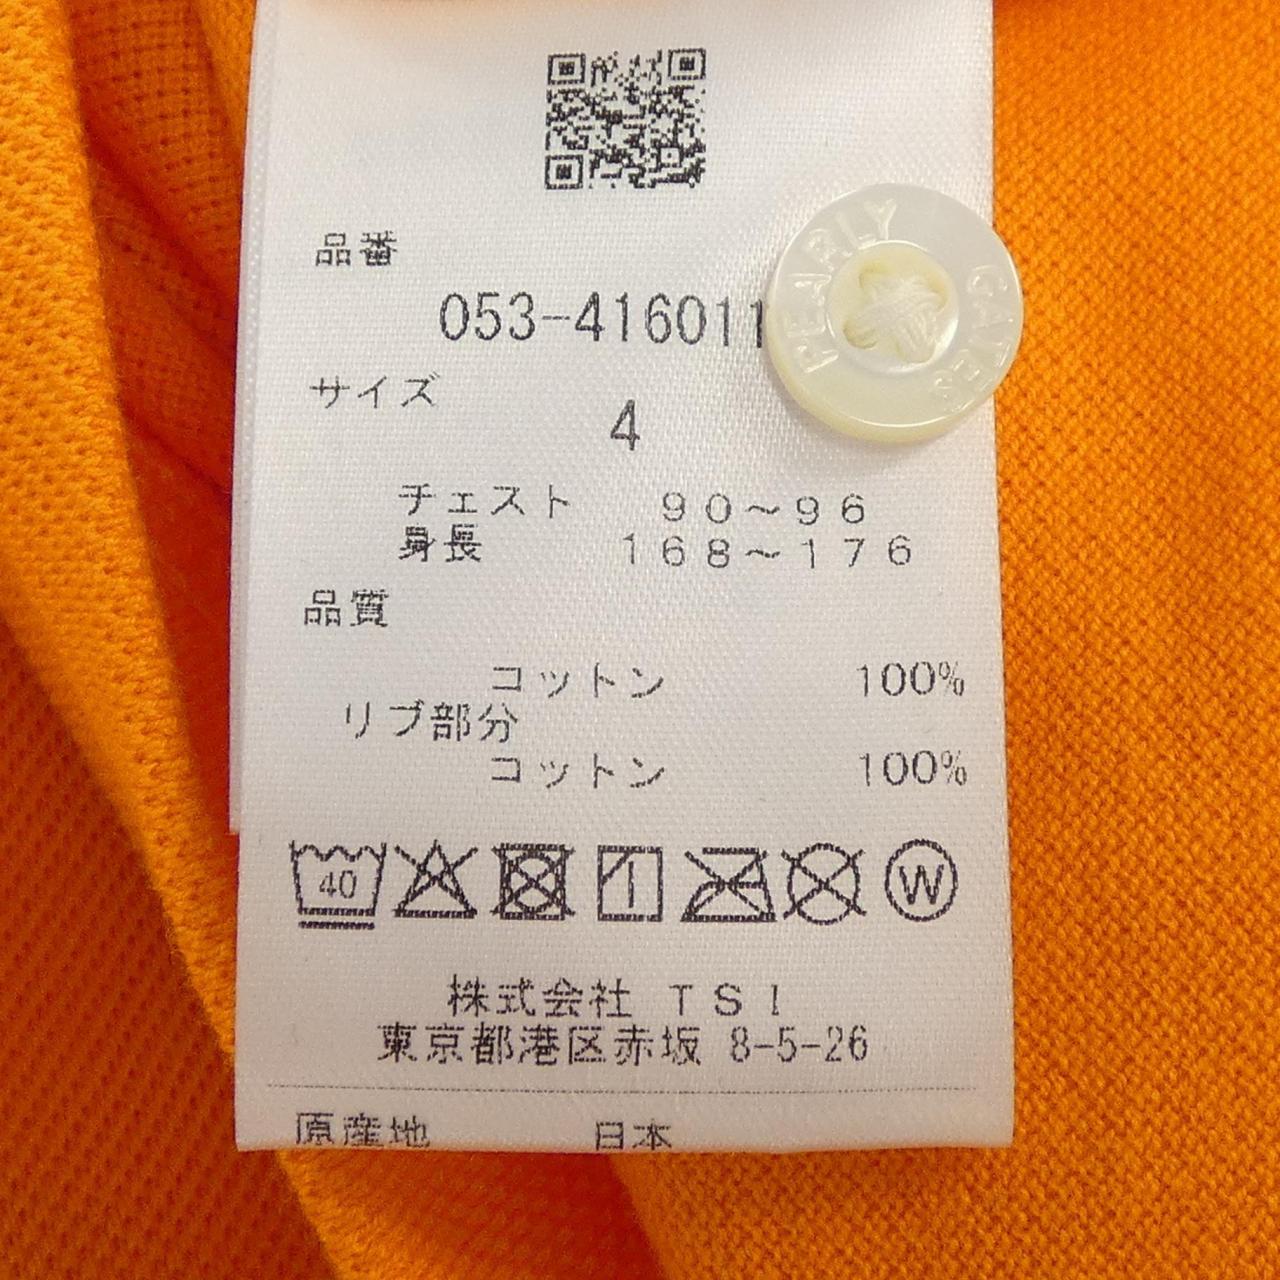 品番
053-416011
サイズ
4
チェスト 90～96
身長 168～176
品質
コットン 100%
リブ部分
コットン 100%
40
W
株式会社 TSI
東京都港区赤坂 8-5-26
原産地 日本
PEARLY GATES